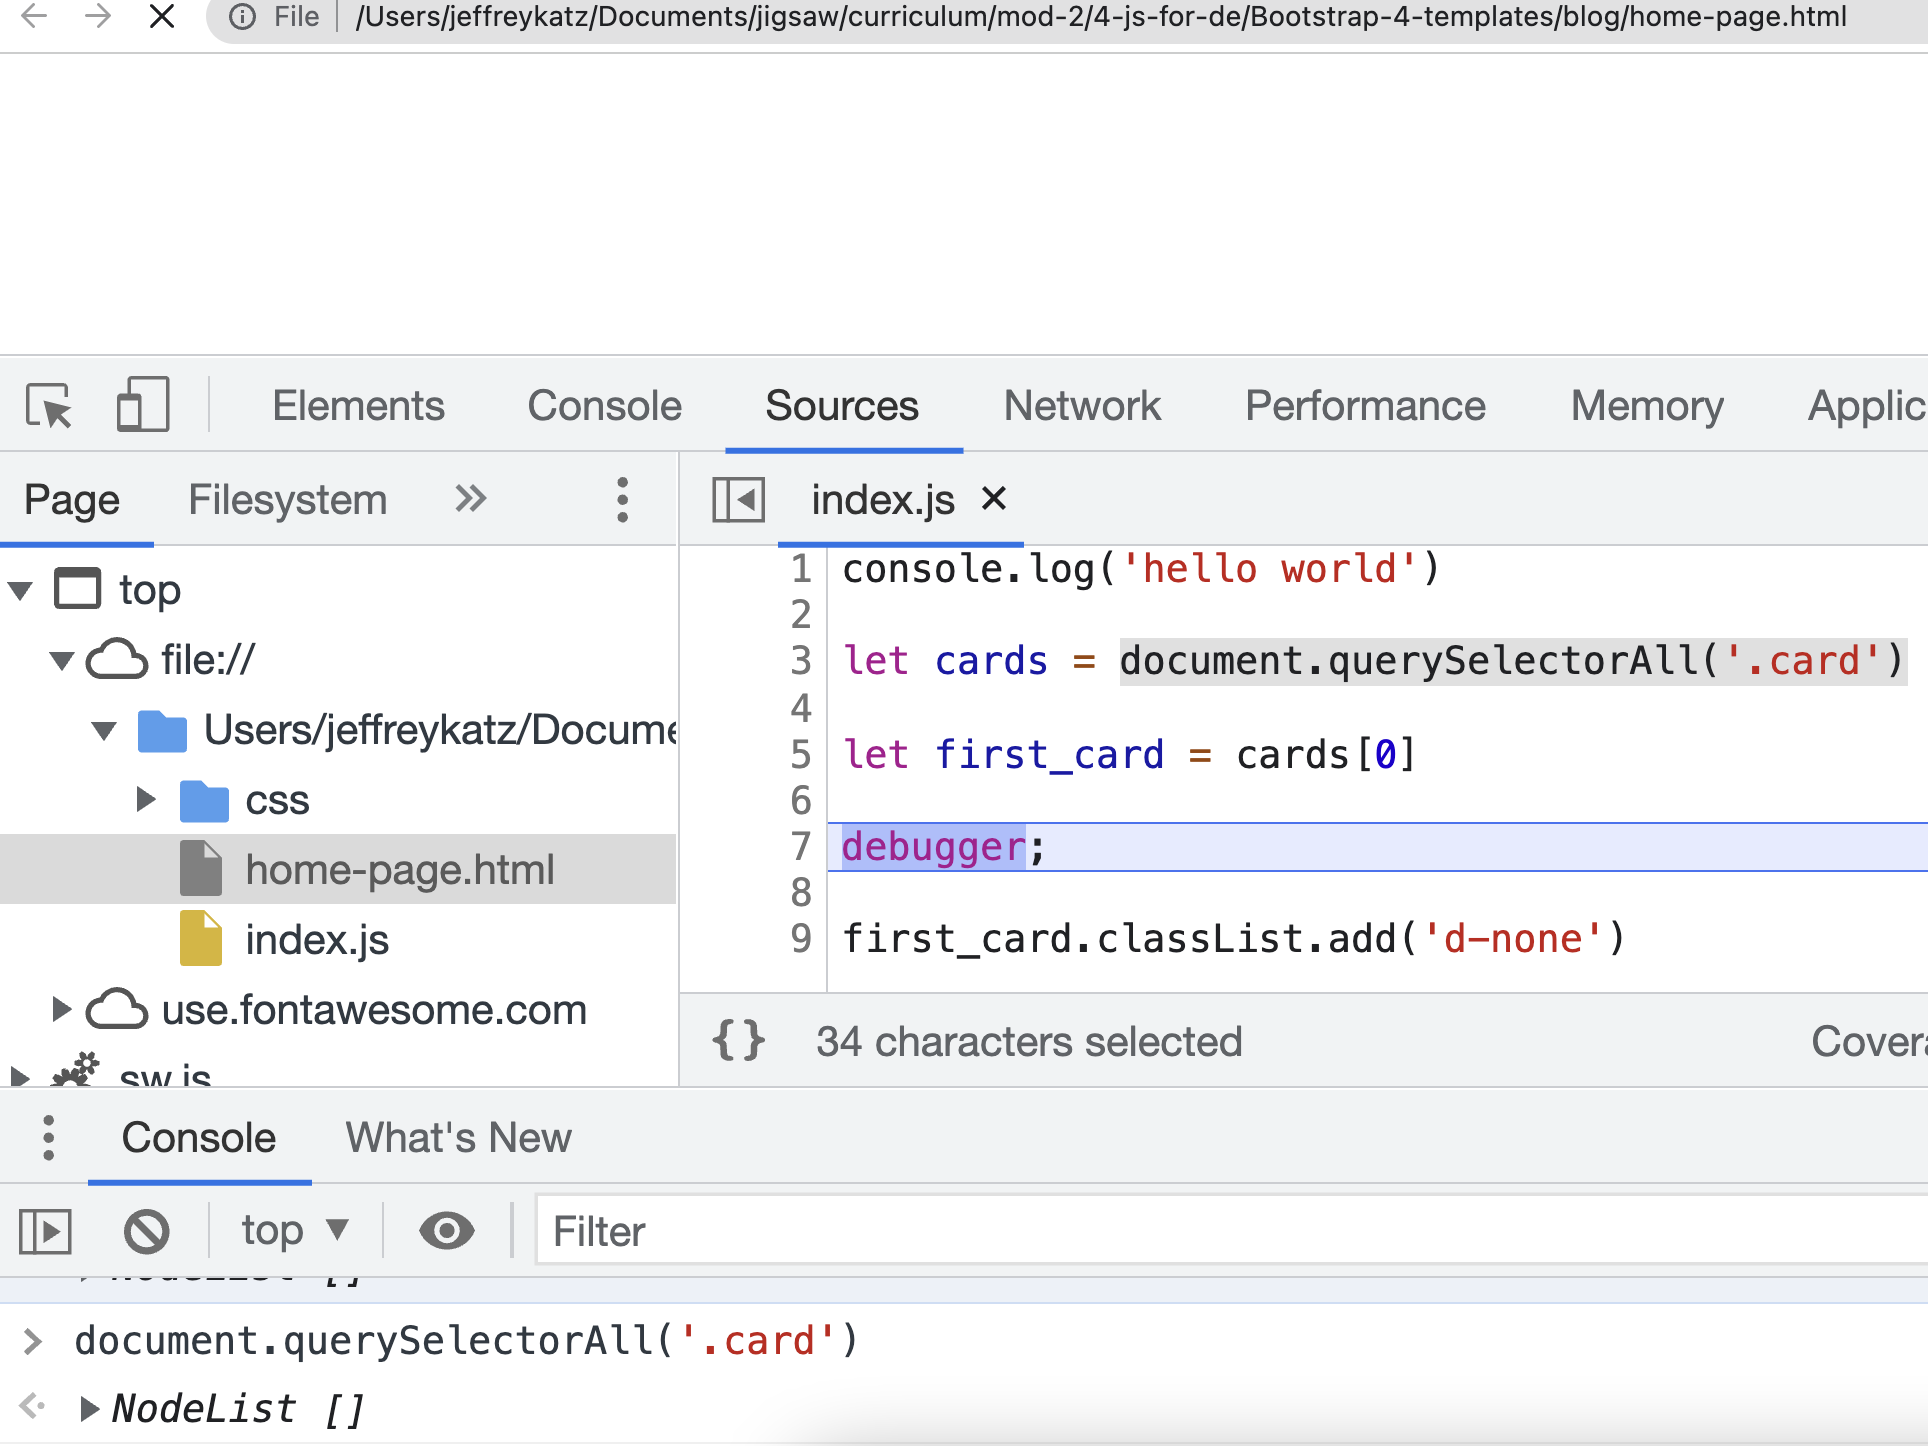 File /Users/jeffreykatz/Documents/jigsaw/curriculum/mod-2/4-js-for-de/Bootstrap-4-templates/blog/home-page.html
Elements Console Sources Network Performance Memory Applic
Page Filesystem » index.js ×
top
file://
Users/jeffreykatz/Docume
css
home-page.html
index.js
use.fontawesome.com
sw.js
1 console.log('hello world')
2
3 let cards = document.querySelectorAll('.card')
4
5 let first_card = cards[0]
6
7 debugger;
8
9 first_card.classList.add('d-none')
{} 34 characters selected Covera
Console What's New
top ▼ Filter
NodeList []
> document.querySelectorAll('.card')
NodeList []